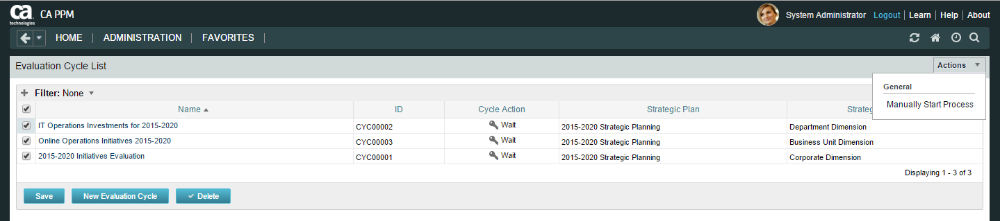 ca technologies CA PPM System Administrator Logout Learn Help About
HOME ADMINISTRATION FAVORITES
Evaluation Cycle List Actions
General
Manually Start Process
Filter: None
Name ID Cycle Action Strategic Plan Strateg
IT Operations Investments for 2015-2020 CYC00002 Wait 2015-2020 Strategic Planning Department Dimension
Online Operations Initiatives 2015-2020 CYC00003 Wait 2015-2020 Strategic Planning Business Unit Dimension
2015-2020 Initiatives Evaluation CYC00001 Wait 2015-2020 Strategic Planning Corporate Dimension
Displaying 1 - 3 of 3
Save New Evaluation Cycle Delete